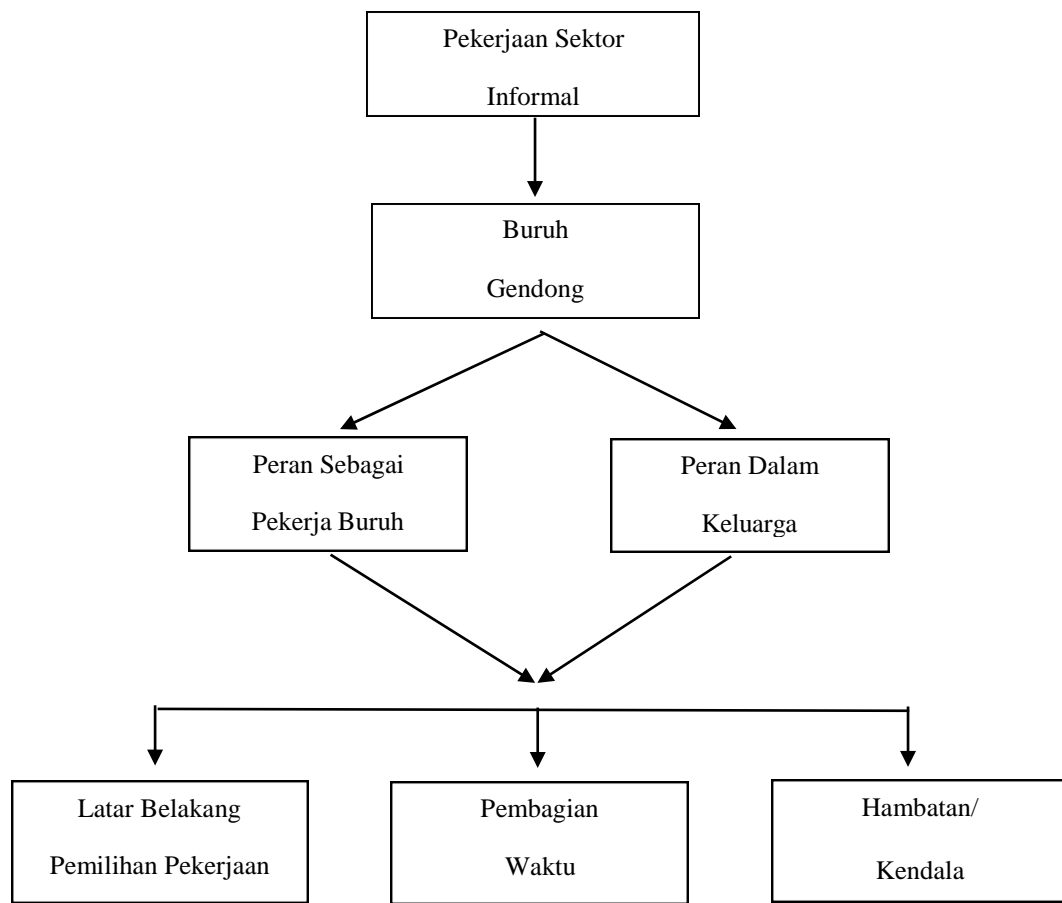 Pekerjaan Sektor
Informal
Buruh
Gendong
Peran Sebagai
Pekerja Buruh
Peran Dalam
Keluarga
Latar Belakang
Pemilihan Pekerjaan
Pembagian
Waktu
Hambatan/
Kendala